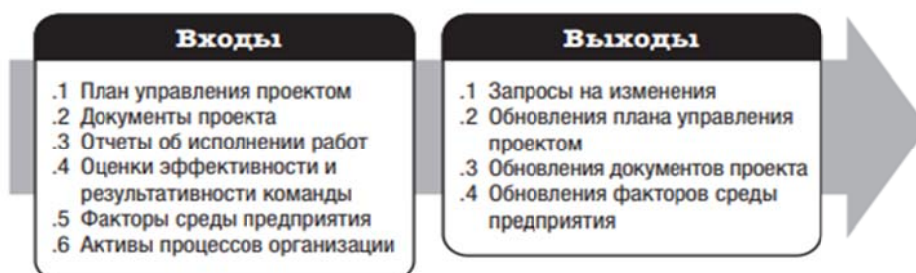 Входы
.1 План управления проектом
.2 Документы проекта
.3 Отчеты об исполнении работ
.4 Оценки эффективности и
результативности команды
.5 Факторы среды предприятия
.6 Активы процессов организации
Выходы
.1 Запросы на изменения
.2 Обновления плана управления
проектом
.3 Обновления документов проекта
.4 Обновления факторов среды
предприятия